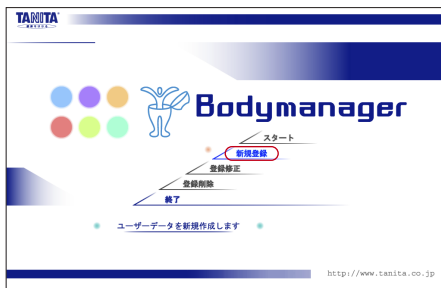 TANITA
Bodymanager
スタート
新規登録
登録修正
登録削除
終了
ユーザーデータを新規作成します
http://www.tanita.co.jp